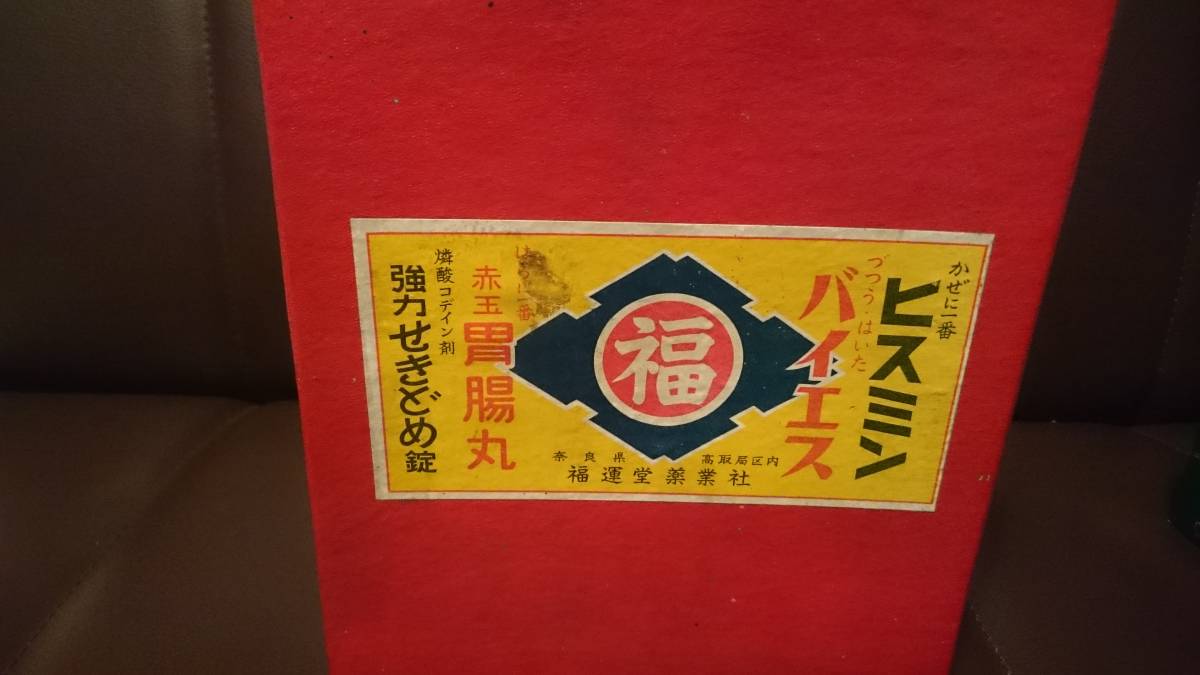 かぜに一番
ヒスミン
づつう・はいた
バイエス
福
奈良県 高取局区内
福運堂薬業社
赤玉
胃腸丸
燐酸コデイン剤
強力せきどめ錠